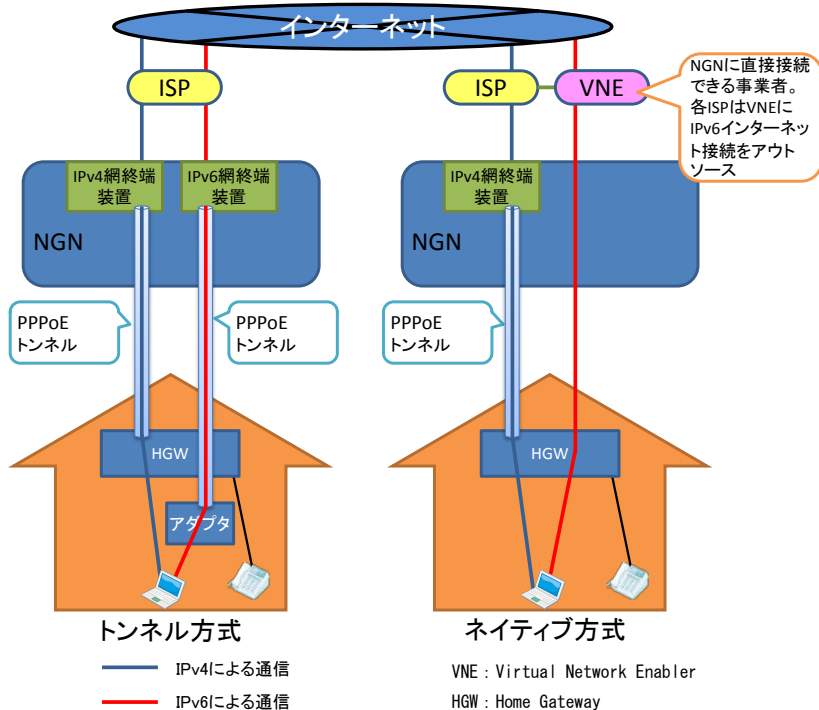 インターネット
ISP
ISP
VNE
NGNに直接接続
できる事業者。
各ISPはVNEに
IPv6インターネッ
ト接続をアウト
ソース
IPv4網終端
装置
IPv6網終端
装置
IPv4網終端
装置
NGN
NGN
PPPoE
トンネル
PPPoE
トンネル
PPPoE
トンネル
HGW
HGW
アダプタ
トンネル方式
ネイティブ方式
IPv4による通信
IPv6による通信
VNE：Virtual Network Enabler
HGW：Home Gateway